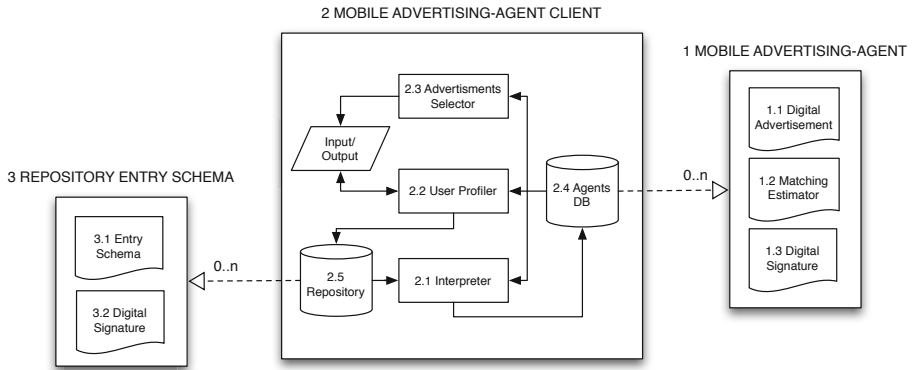 2 MOBILE ADVERTISING-AGENT CLIENT
1 MOBILE ADVERTISING-AGENT
3 REPOSITORY ENTRY SCHEMA
2.3 Advertisments
Selector
Input/
Output
2.2 User Profiler
2.4 Agents
DB
2.5
Repository
2.1 Interpreter
0..n
1.1 Digital
Advertisement
1.2 Matching
Estimator
1.3 Digital
Signature
0..n
3.1 Entry
Schema
3.2 Digital
Signature